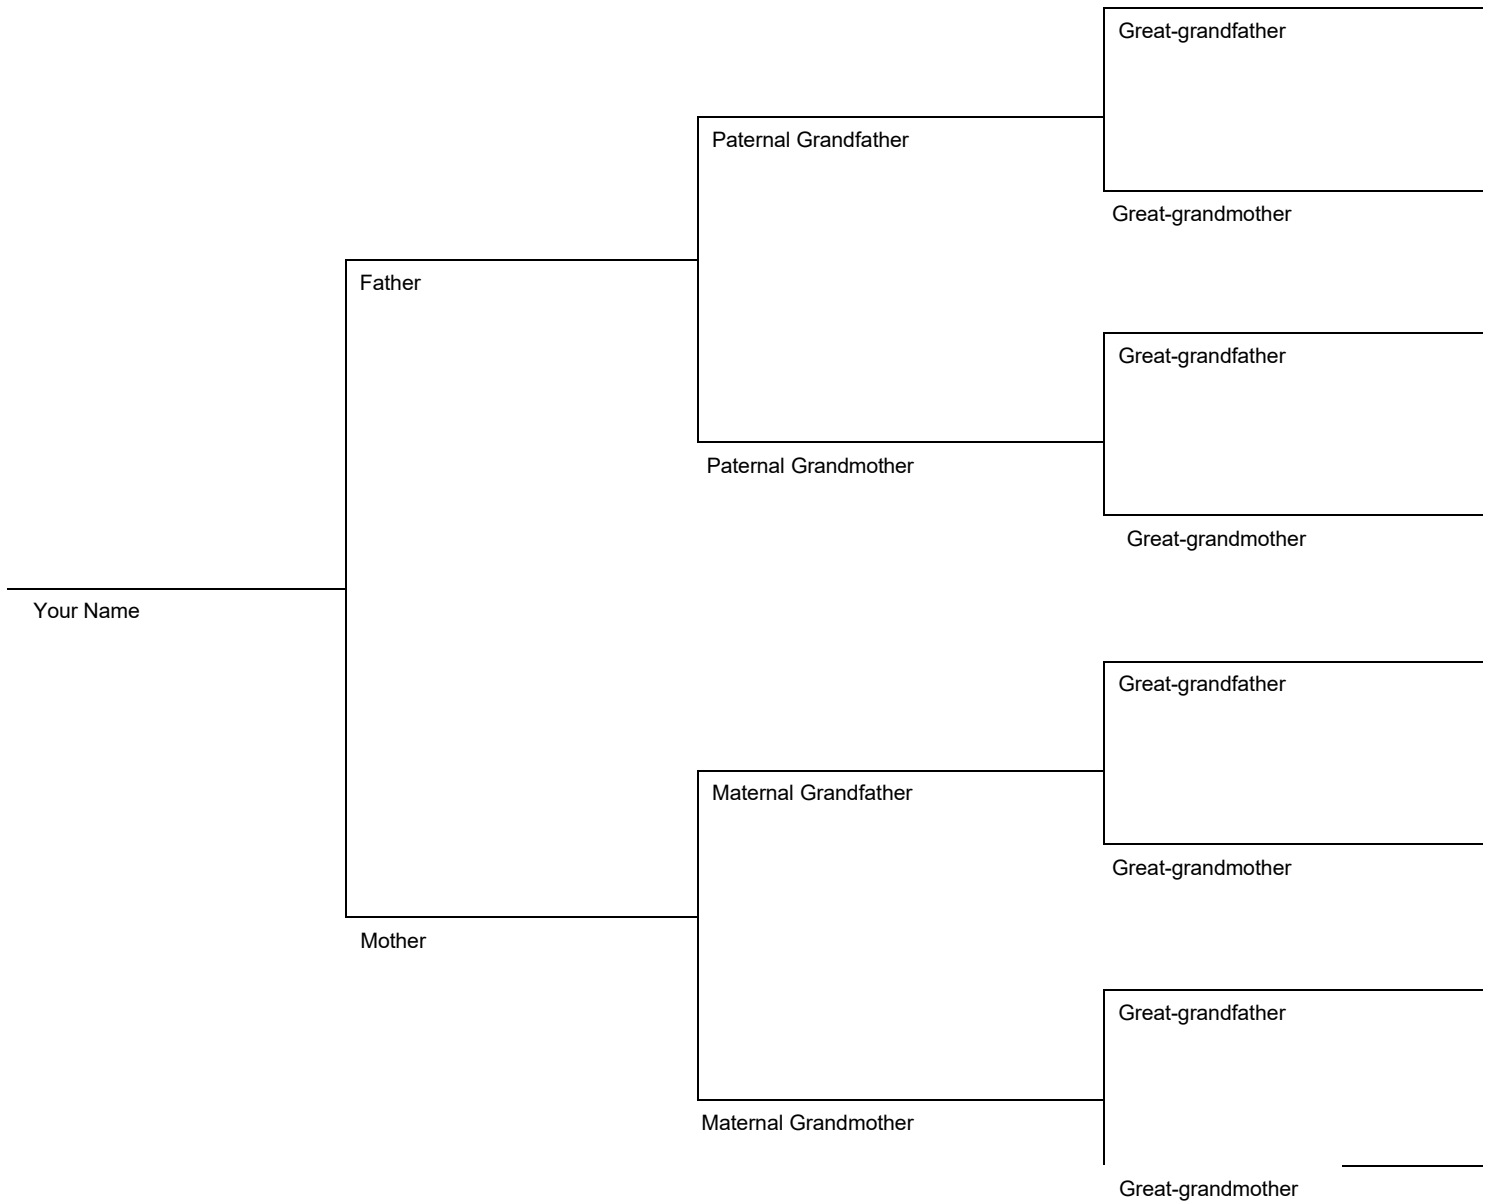 Great-grandfather
Paternal Grandfather
Great-grandmother
Father
Great-grandfather
Paternal Grandmother
Great-grandmother
Your Name
Great-grandfather
Maternal Grandfather
Great-grandmother
Mother
Great-grandfather
Maternal Grandmother
Great-grandmother